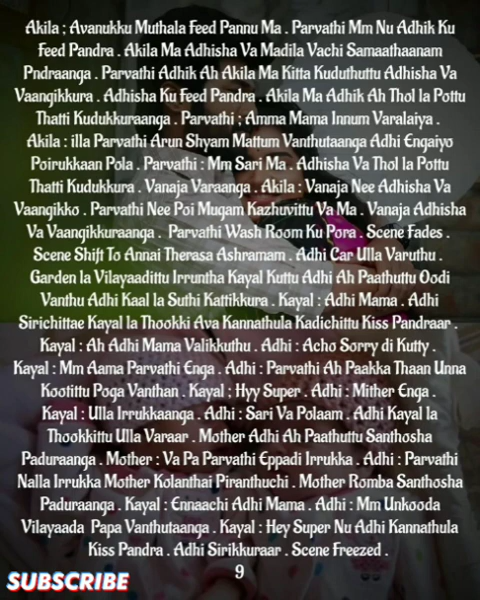 Akila ; Avanukku Muthala Feed Pannu Ma . Parvathi Mm Nu Adhik Ku
Feed Pandra . Akila Ma Adhisha Va Madila Vachi Samaathaanam
Pndraanga . Parvathi Adhik Ah Akila Ma Kitta Kuduthuttu Adhisha Va
Vaangikkura . Adhisha Ku Feed Pandra . Akila Ma Adhik Ah Thol la Pottu
Thatti Kudukkuraanga . Parvathi ; Amma Mama Innum Varalaiya .
Akila : illa Parvathi Arun Shyam Mattum Vanthutaanga Adhi Engaiyo
Poirukkaan Pola . Parvathi : Mm Sari Ma . Adhisha Va Thol la Pottu
Thatti Kudukkura . Vanaja Varaanga . Akila : Vanaja Nee Adhisha Va
Vaangikko . Parvathi Nee Poi Mugam Kazhuvittu Va Ma . Vanaja Adhisha
Va Vaangikkuraanga . Parvathi Wash Room Ku Pora . Scene Fades .
Scene Shift To Annai Therasa Ashramam . Adhi Car Ulla Varuthu .
Garden la Vilayaadittu Irruntha Kayal Kuttu Adhi Ah Paathuttu Oodi
Vanthu Adhi Kaal la Suthi Kattikkura . Kayal : Adhi Mama . Adhi
Sirichittae Kayal la Thookki Ava Kannathula Kadichittu Kiss Pandraar .
Kayal : Ah Adhi Mama Valikkuthu . Adhi : Acho Sorry di Kutty .
Kayal : Mm Aama Parvathi Enga . Adhi : Parvathi Ah Paakka Thaan Unna
Kootittu Poga Vanthan . Kayal : Hyy Super . Adhi : Mither Enga .
Kayal : Ulla Irrukkaanga . Adhi : Sari Va Polaam . Adhi Kayal la
Thookkittu Ulla Varaar . Mother Adhi Ah Paathuttu Santhosha
Paduraanga . Mother : Va Pa Parvathi Eppadi Irrukka . Adhi : Parvathi
Nalla Irrukka Mother Kolanthai Piranthuchi . Mother Romba Santhosha
Paduraanga . Kayal : Ennaachi Adhi Mama . Adhi : Mm Unkooda
Vilayaada Papa Vanthutaanga . Kayal : Hey Super Nu Adhi Kannathula
Kiss Pandra . Adhi Sirikkuraar . Scene Freezed .
9
SUBSCRIBE